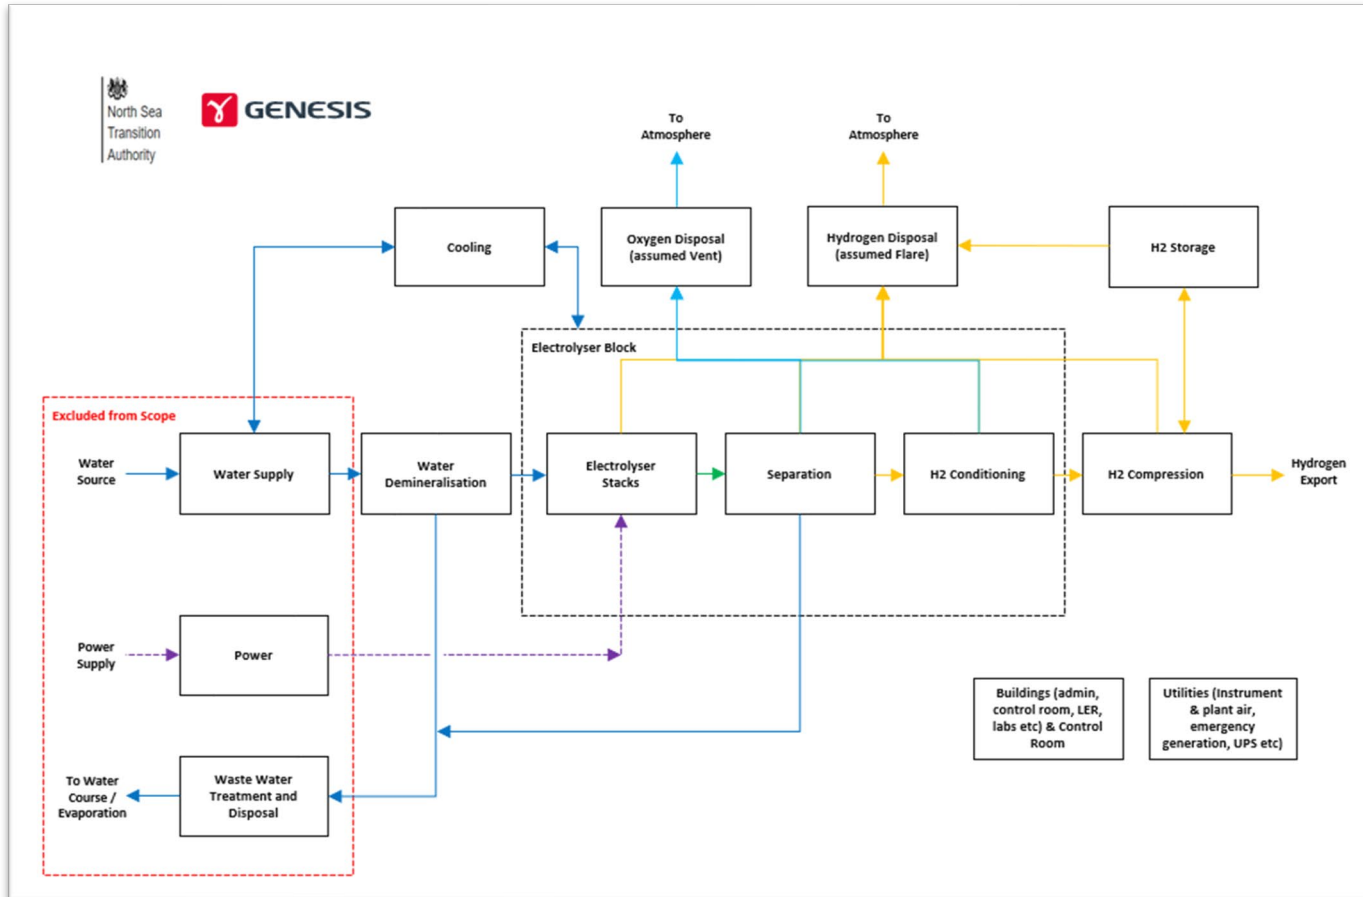 North Sea
Transition
Authority
GENESIS
To
Atmosphere
To
Atmosphere
Cooling
Oxygen Disposal
(assumed Vent)
Hydrogen Disposal
(assumed Flare)
H2 Storage
Electrolyser Block
Excluded from Scope
Water
Source
Water Supply
Water
Demineralisation
Electrolyser
Stacks
Separation
H2 Conditioning
H2 Compression
Hydrogen
Export
Power
Supply
Power
Buildings (admin,
control room, LER,
labs etc) & Control
Room
Utilities (Instrument
& plant air,
emergency
generation, UPS etc)
To Water
Course /
Evaporation
Waste Water
Treatment and
Disposal